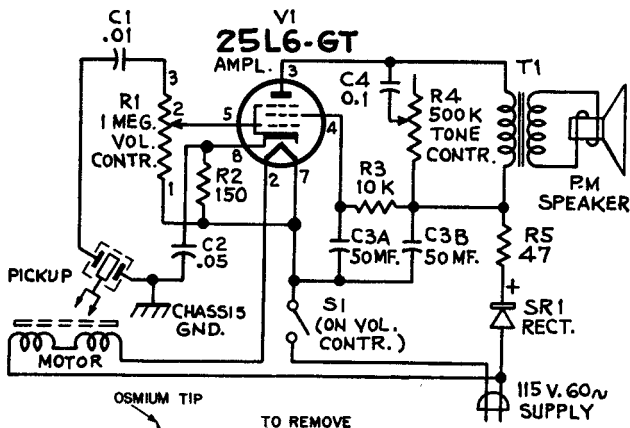 C1
.01
V1
25L6-GT
AMPL.
3
C4
0.1
T1
3
2
1
R1
1 MEG.
VOL.
CONTR.
5
8
2
7
4
R4
500K
TONE
CONTR.
R2
150
R3
10K
P.M.
SPEAKER
C2
.05
C3A
50MF.
C3B
50MF.
R5
47
PICKUP
CHASSIS
GND.
S1
(ON VOL.
CONTR.)
+
SR1
RECT.
MOTOR
115 V. 60~
SUPPLY
OSMIUM TIP
TO REMOVE